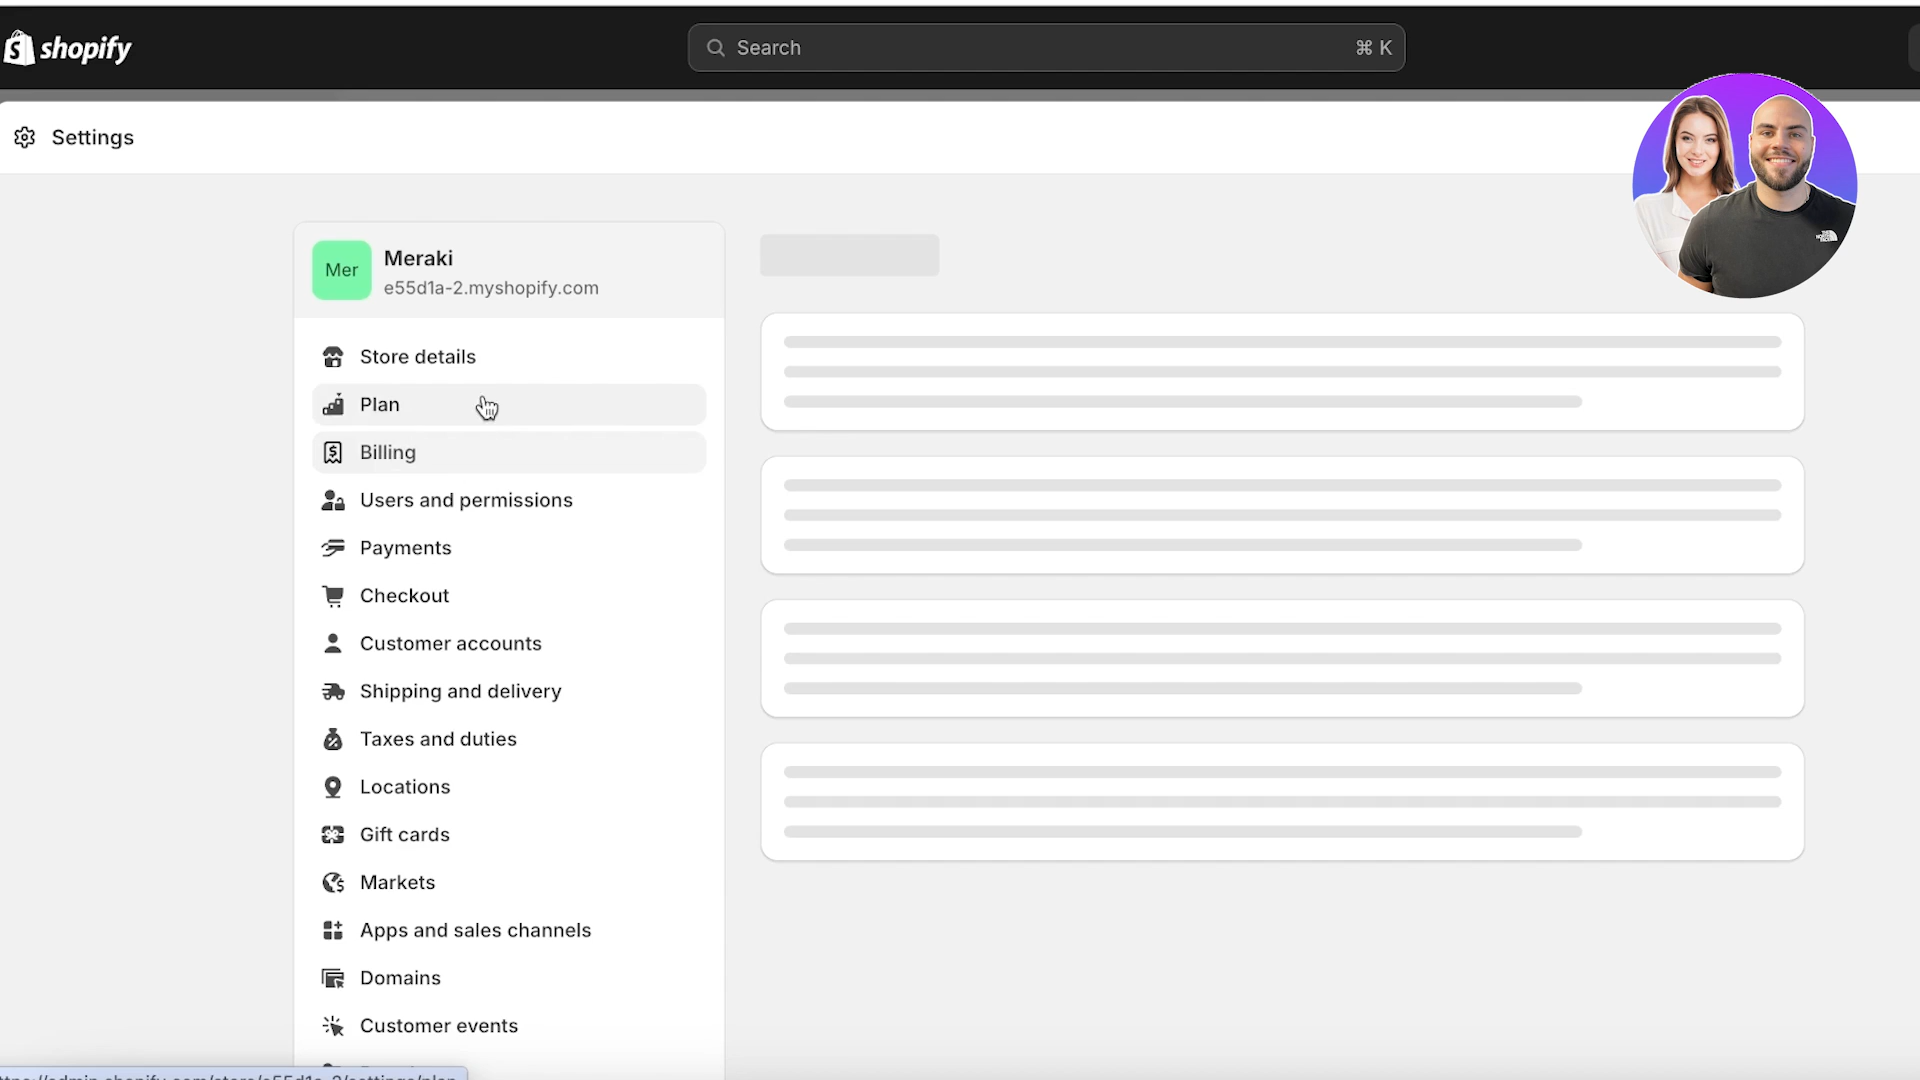 shopify
Search
⌘ K
Settings
Mer
Meraki
e55d1a-2.myshopify.com
Store details
Plan
Billing
Users and permissions
Payments
Checkout
Customer accounts
Shipping and delivery
Taxes and duties
Locations
Gift cards
Markets
Apps and sales channels
Domains
Customer events